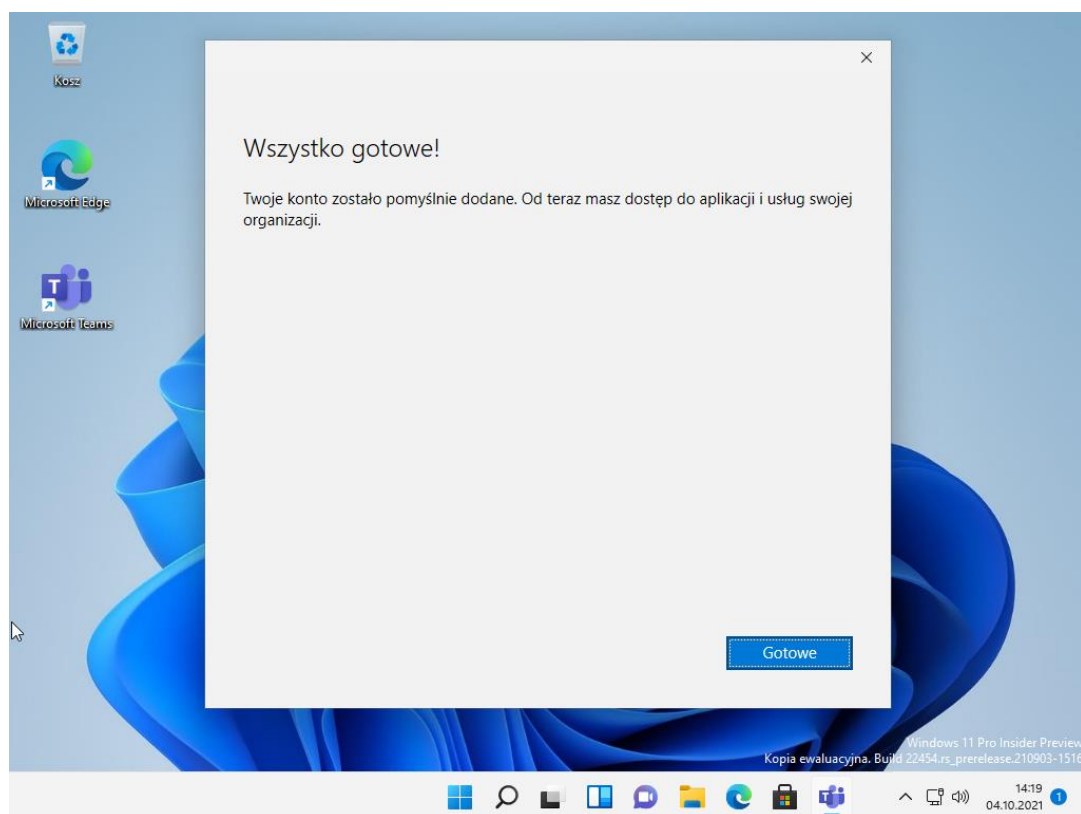 Kosz
Microsoft Edge
Microsoft Teams
Wszystko gotowe!
Twoje konto zostało pomyślnie dodane. Od teraz masz dostęp do aplikacji i usług swojej
organizacji.
Gotowe
Windows 11 Pro Insider Preview
Kopia ewaluacyjna. Build 22454.rs_prerelease.210903-1516
14:19
04.10.2021
1